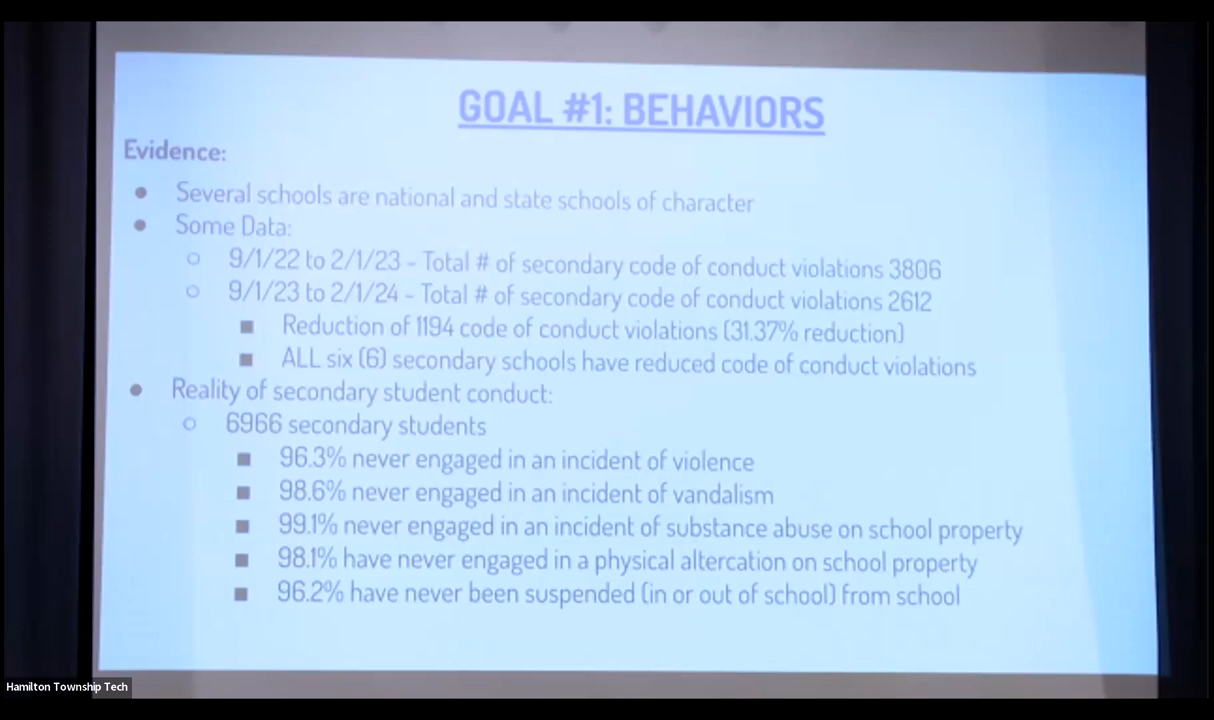 GOAL #1: BEHAVIORS
Evidence:
● Several schools are national and state schools of character
● Some Data:
○ 9/1/22 to 2/1/23 - Total # of secondary code of conduct violations 3806
○ 9/1/23 to 2/1/24 - Total # of secondary code of conduct violations 2612
■ Reduction of 1194 code of conduct violations (31.37% reduction)
■ ALL six (6) secondary schools have reduced code of conduct violations
● Reality of secondary student conduct:
○ 6966 secondary students
■ 96.3% never engaged in an incident of violence
■ 98.6% never engaged in an incident of vandalism
■ 99.1% never engaged in an incident of substance abuse on school property
■ 98.1% have never engaged in a physical altercation on school property
■ 96.2% have never been suspended (in or out of school) from school
Hamilton Township Tech